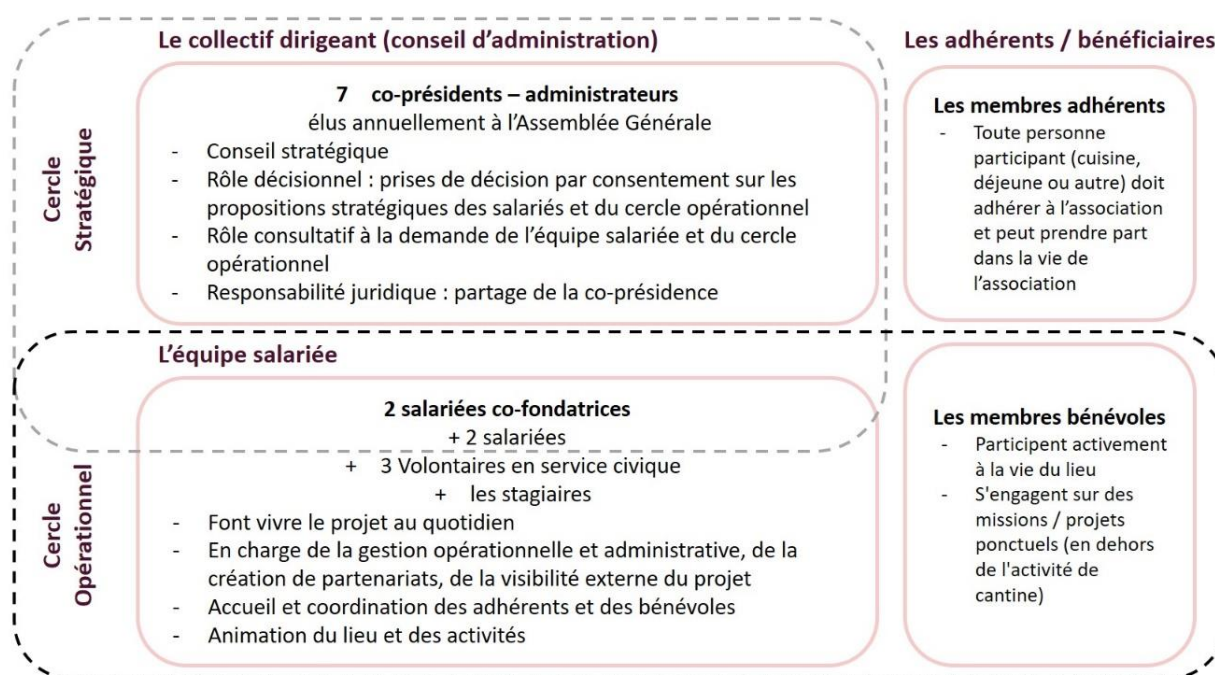 Le collectif dirigeant (conseil d'administration)
Cercle
Stratégique
7 co-présidents – administrateurs
élus annuellement à l'Assemblée Générale
- Conseil stratégique
- Rôle décisionnel : prises de décision par consentement sur les
propositions stratégiques des salariés et du cercle opérationnel
- Rôle consultatif à la demande de l'équipe salariée et du cercle
opérationnel
- Responsabilité juridique : partage de la co-présidence
Les adhérents / bénéficiaires
Les membres adhérents
- Toute personne
participant (cuisine,
déjeune ou autre) doit
adhérer à l'association
et peut prendre part
dans la vie de
l'association
L'équipe salariée
Cercle
Opérationnel
2 salariées co-fondatrices
+ 2 salariées
+ 3 Volontaires en service civique
+ les stagiaires
- Font vivre le projet au quotidien
- En charge de la gestion opérationnelle et administrative, de la
création de partenariats, de la visibilité externe du projet
- Accueil et coordination des adhérents et des bénévoles
- Animation du lieu et des activités
Les membres bénévoles
- Participent activement
à la vie du lieu
- S'engagent sur des
missions / projets
ponctuels (en dehors
de l'activité de
cantine)